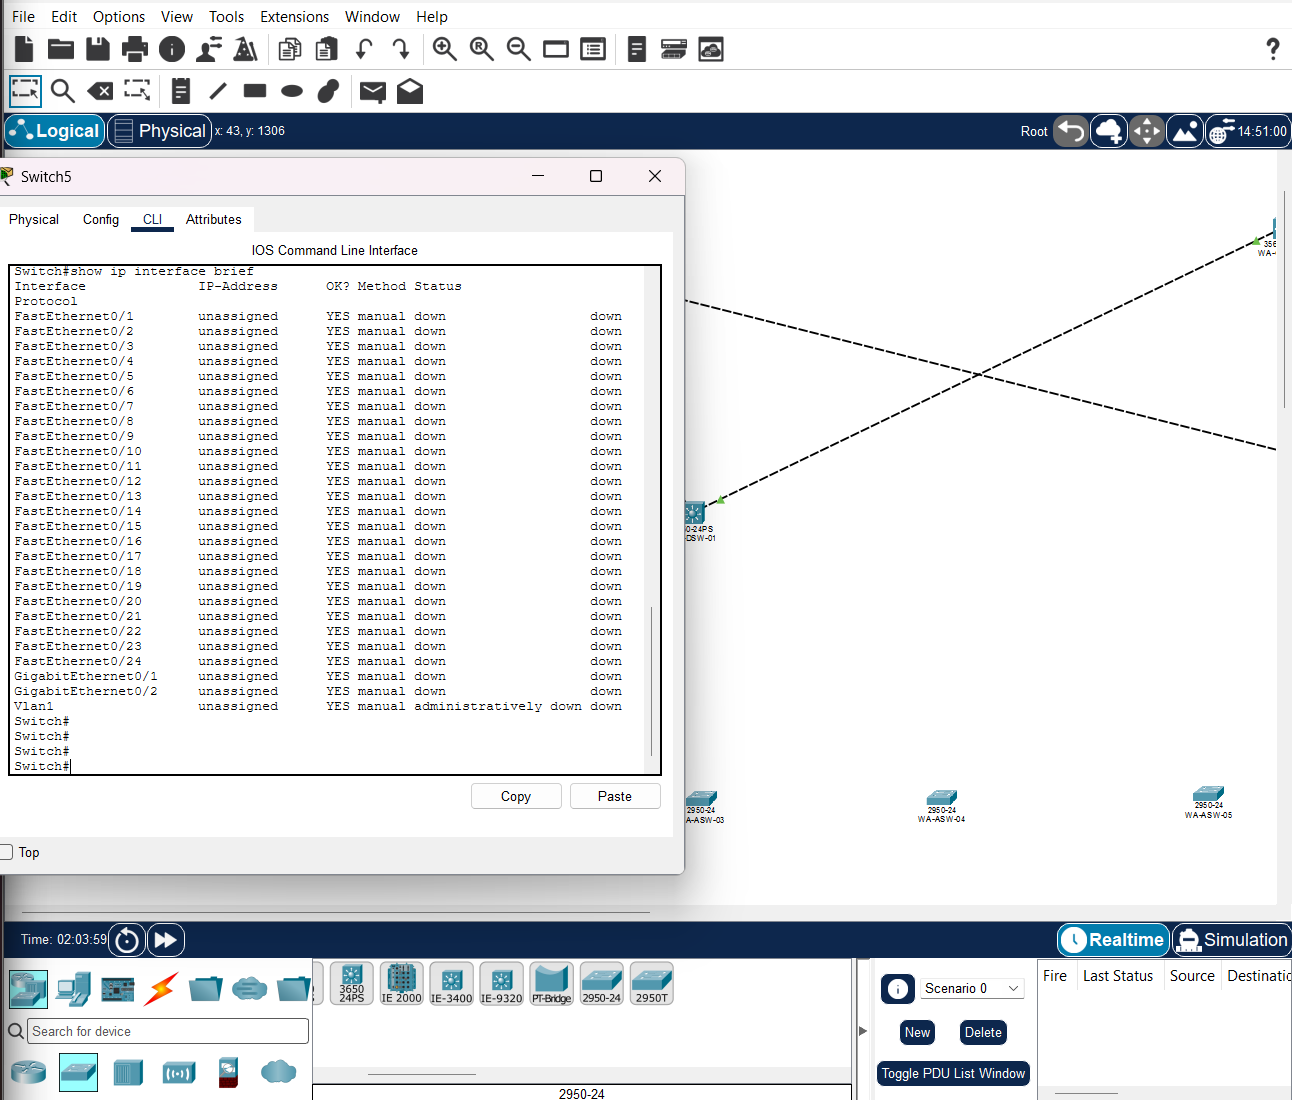 File Edit Options View Tools Extensions Window Help
Logical Physical x: 43, y: 1306 Root 14:51:00
Switch5
Physical Config CLI Attributes
IOS Command Line Interface
Switch#show ip interface brief
Interface IP-Address OK? Method Status
Protocol
FastEthernet0/1 unassigned YES manual down down
FastEthernet0/2 unassigned YES manual down down
FastEthernet0/3 unassigned YES manual down down
FastEthernet0/4 unassigned YES manual down down
FastEthernet0/5 unassigned YES manual down down
FastEthernet0/6 unassigned YES manual down down
FastEthernet0/7 unassigned YES manual down down
FastEthernet0/8 unassigned YES manual down down
FastEthernet0/9 unassigned YES manual down down
FastEthernet0/10 unassigned YES manual down down
FastEthernet0/11 unassigned YES manual down down
FastEthernet0/12 unassigned YES manual down down
FastEthernet0/13 unassigned YES manual down down
FastEthernet0/14 unassigned YES manual down down
FastEthernet0/15 unassigned YES manual down down
FastEthernet0/16 unassigned YES manual down down
FastEthernet0/17 unassigned YES manual down down
FastEthernet0/18 unassigned YES manual down down
FastEthernet0/19 unassigned YES manual down down
FastEthernet0/20 unassigned YES manual down down
FastEthernet0/21 unassigned YES manual down down
FastEthernet0/22 unassigned YES manual down down
FastEthernet0/23 unassigned YES manual down down
FastEthernet0/24 unassigned YES manual down down
GigabitEthernet0/1 unassigned YES manual down down
GigabitEthernet0/2 unassigned YES manual down down
Vlan1 unassigned YES manual administratively down down
Switch#
Switch#
Switch#
Switch#
Copy Paste
Top
356
WA-
0-24PS
-DSW-01
2950-24
A-ASW-03
2950-24
WA-ASW-04
2950-24
WA-ASW-05
Time: 02:03:59 Realtime Simulation
3650
24PS
IE 2000
IE-3400
IE-9320
PT-Bridge
2950-24
2950T
Search for device
2950-24
Scenario 0
New Delete
Toggle PDU List Window
Fire Last Status Source Destinatic